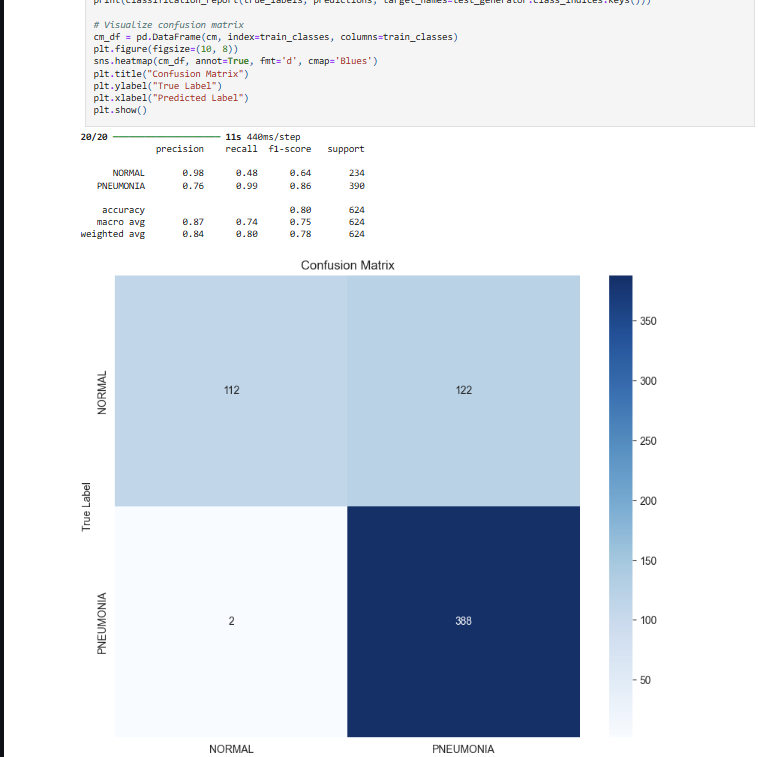 print(classification_report(true_labels, predictions, target_names=test_generator.class_indices.keys()))
# Visualize confusion matrix
cm_df = pd.DataFrame(cm, index=train_classes, columns=train_classes)
plt.figure(figsize=(10, 8))
sns.heatmap(cm_df, annot=True, fmt='d', cmap='Blues')
plt.title("Confusion Matrix")
plt.ylabel("True Label")
plt.xlabel("Predicted Label")
plt.show()
20/20 11s 440ms/step
precision recall f1-score support
NORMAL 0.98 0.48 0.64 234
PNEUMONIA 0.76 0.99 0.86 390
accuracy 0.80 624
macro avg 0.87 0.74 0.75 624
weighted avg 0.84 0.80 0.78 624
Confusion Matrix
350
300
250
200
150
100
50
True Label
NORMAL
112 122
PNEUMONIA
2 388
NORMAL PNEUMONIA